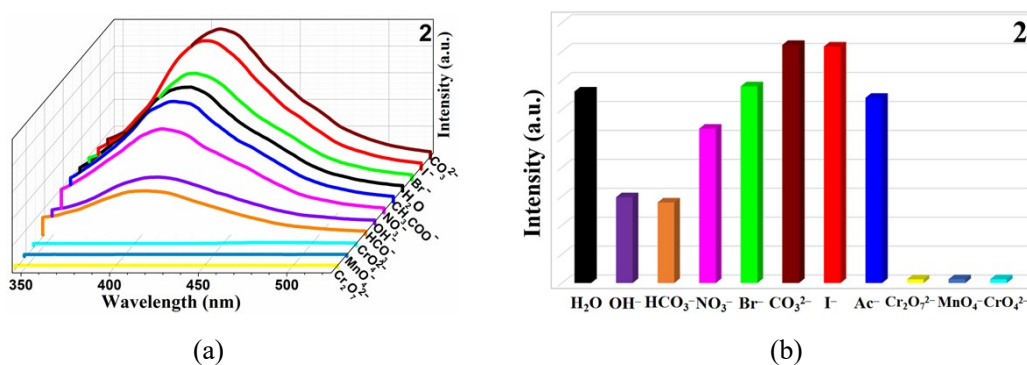 2
Intensity (a.u.)
CO₃²⁻
I⁻
Br⁻
H₂O
CH₃COO⁻
NO₃⁻
OH⁻
HCO₃⁻
CrO₄²⁻
MnO₄⁻
Cr₂O₇²⁻
350 400 450 500
Wavelength (nm)
(a)
2
Intensity (a.u.)
H₂O OH⁻ HCO₃⁻ NO₃⁻ Br⁻ CO₃²⁻ I⁻ Ac⁻ Cr₂O₇²⁻ MnO₄⁻ CrO₄²⁻
(b)